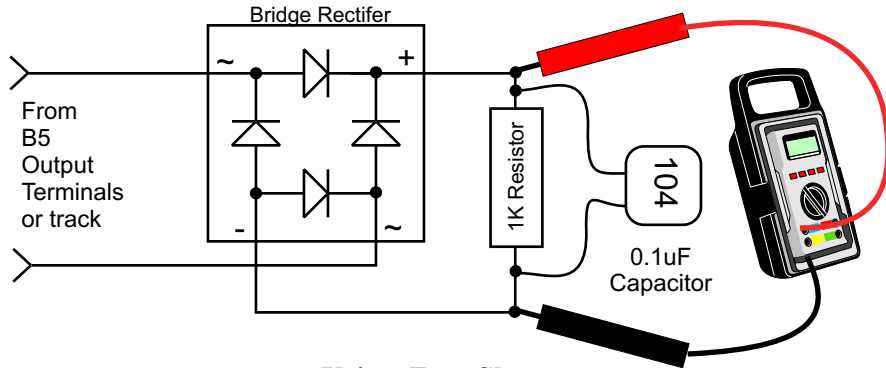 Bridge Rectifer
~
+
From
B5
Output
Terminals
or track
-
~
1K Resistor
104
0.1uF
Capacitor